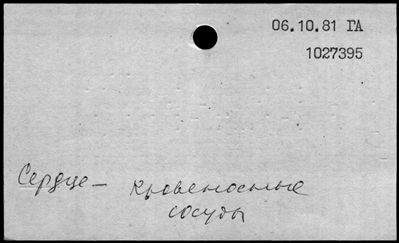 06.10.81 ГА
1027395
Сердце – Кровеносные
сосуды